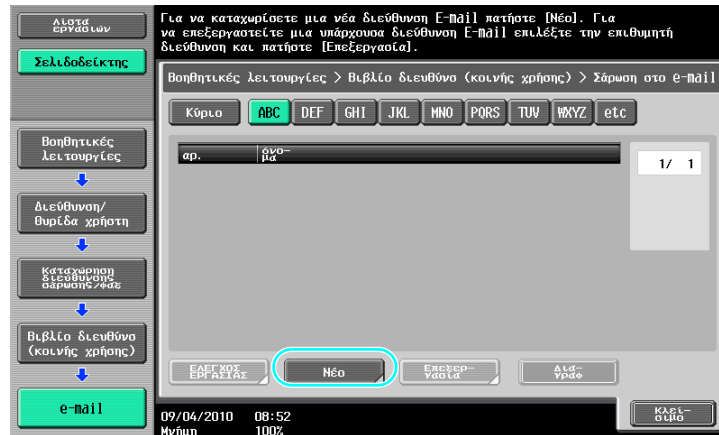 Για να καταχωρίσετε μια νέα διεύθυνση E-mail πατήστε [Νέο]. Για
να επεξεργαστείτε μια υπάρχουσα διεύθυνση E-mail επιλέξτε την επιθυμητή
διεύθυνση και πατήστε [Επεξεργασία].
Λίστα
εργασιών
Σελιδοδείκτης
Βοηθητικές
λειτουργίες
Διεύθυνση/
θυρίδα χρήστη
Καταχώρηση
διεύθυνσης
σάρωσης/φαξ
Βιβλίο διευθύνσ
(κοινής χρήσης)
e-mail
Βοηθητικές λειτουργίες > Βιβλίο διευθύνσ (κοινής χρήσης) > Σάρωση στο e-mail
Κύριο ABC DEF GHI JKL MNO PQRS TUV WXYZ etc
αρ. όνο-
μα
1/ 1
ΕΛΕΓΧΟΣ
ΕΡΓΑΣΙΑΣ
Νέο
Επεξερ-
γασία
Δια-
γραφ
09/04/2010 08:52
Μνήμη 100%
Κλεί-
σιμο